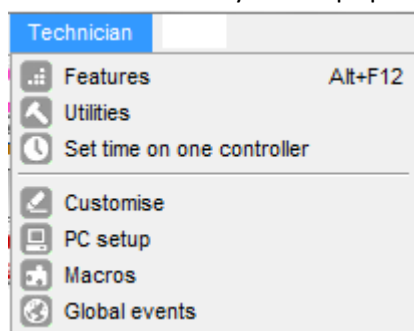 Technician
Features Alt+F12
Utilities
Set time on one controller
Customise
PC setup
Macros
Global events